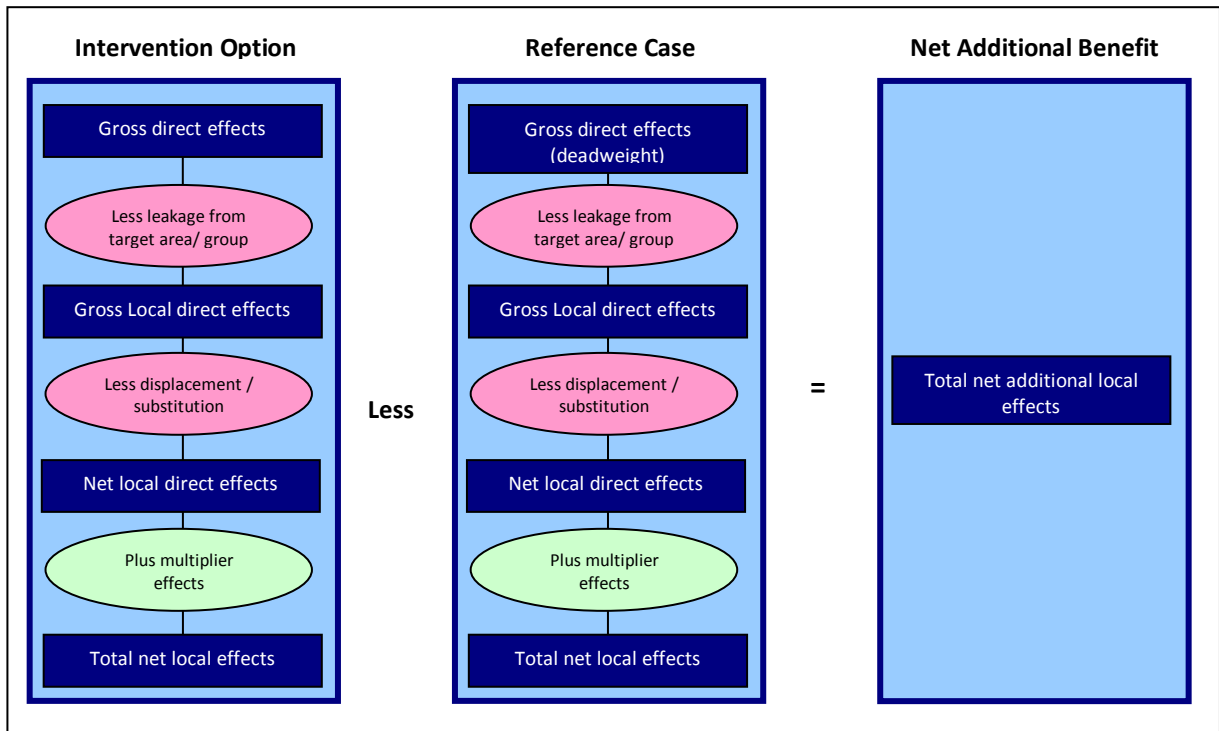 Intervention Option
Gross direct effects
Less leakage from
target area/ group
Gross Local direct effects
Less displacement /
substitution
Net local direct effects
Plus multiplier
effects
Total net local effects
Less
Reference Case
Gross direct effects
(deadweight)
Less leakage from
target area/ group
Gross Local direct effects
Less displacement /
substitution
Net local direct effects
Plus multiplier
effects
Total net local effects
=
Net Additional Benefit
Total net additional local
effects